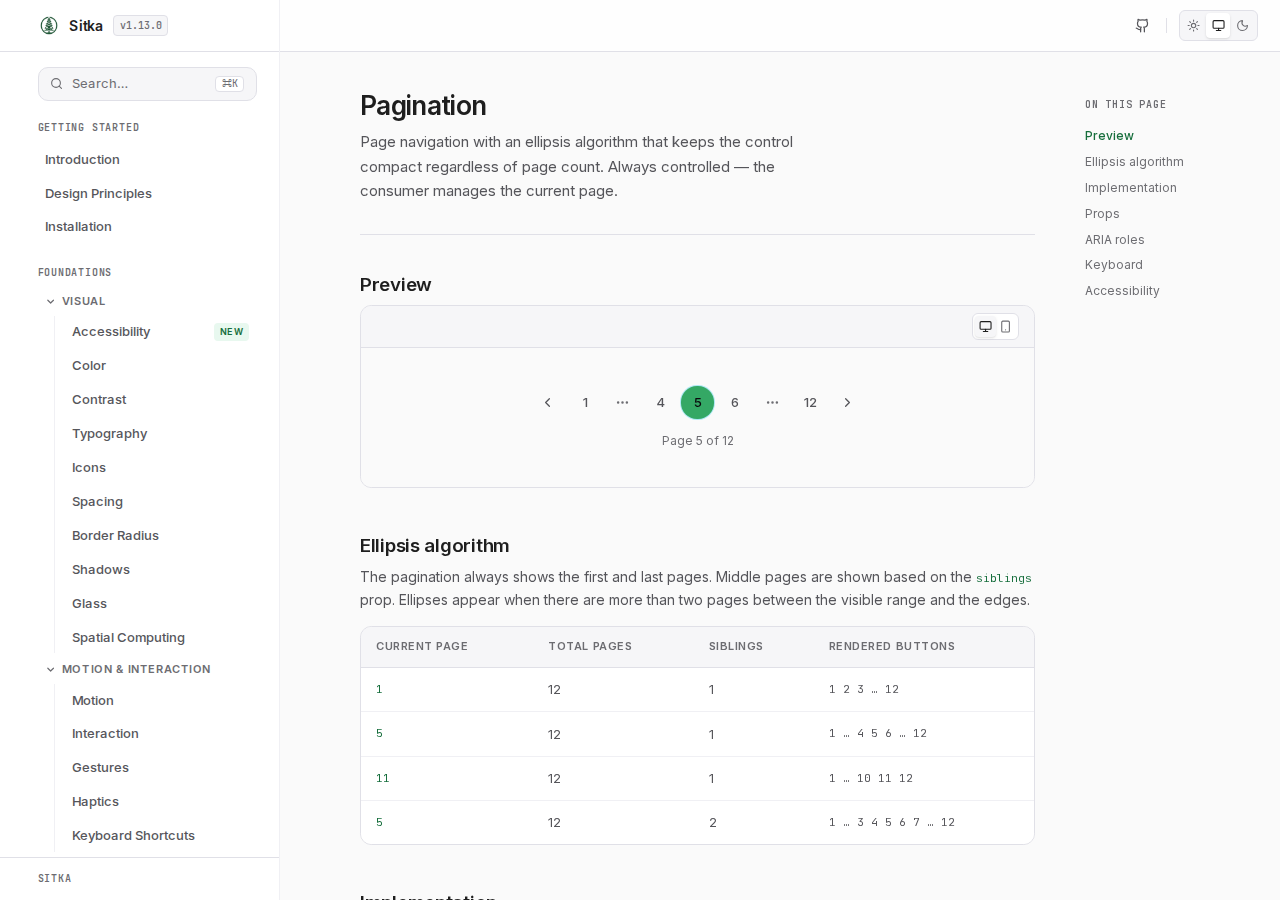 Sitka v1.13.0
Search... ⌘K
GETTING STARTED
Introduction
Design Principles
Installation
FOUNDATIONS
VISUAL
Accessibility NEW
Color
Contrast
Typography
Icons
Spacing
Border Radius
Shadows
Glass
Spatial Computing
MOTION & INTERACTION
Motion
Interaction
Gestures
Haptics
Keyboard Shortcuts
SITKA
Pagination
Page navigation with an ellipsis algorithm that keeps the control
compact regardless of page count. Always controlled — the
consumer manages the current page.
Preview
1 ··· 4 5 6 ··· 12
Page 5 of 12
Ellipsis algorithm
The pagination always shows the first and last pages. Middle pages are shown based on the siblings
prop. Ellipses appear when there are more than two pages between the visible range and the edges.
CURRENT PAGE TOTAL PAGES SIBLINGS RENDERED BUTTONS
1 12 1 1 2 3 … 12
5 12 1 1 … 4 5 6 … 12
11 12 1 1 … 10 11 12
5 12 2 1 … 3 4 5 6 7 … 12
Implementation
ON THIS PAGE
Preview
Ellipsis algorithm
Implementation
Props
ARIA roles
Keyboard
Accessibility